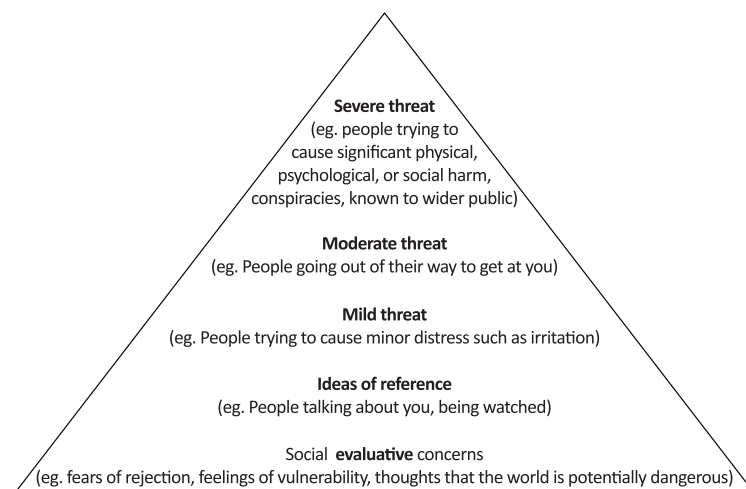 Severe threat
(eg. people trying to
cause significant physical,
psychological, or social harm,
conspiracies, known to wider public)
Moderate threat
(eg. People going out of their way to get at you)
Mild threat
(eg. People trying to cause minor distress such as irritation)
Ideas of reference
(eg. People talking about you, being watched)
Social evaluative concerns
(eg. fears of rejection, feelings of vulnerability, thoughts that the world is potentially dangerous)